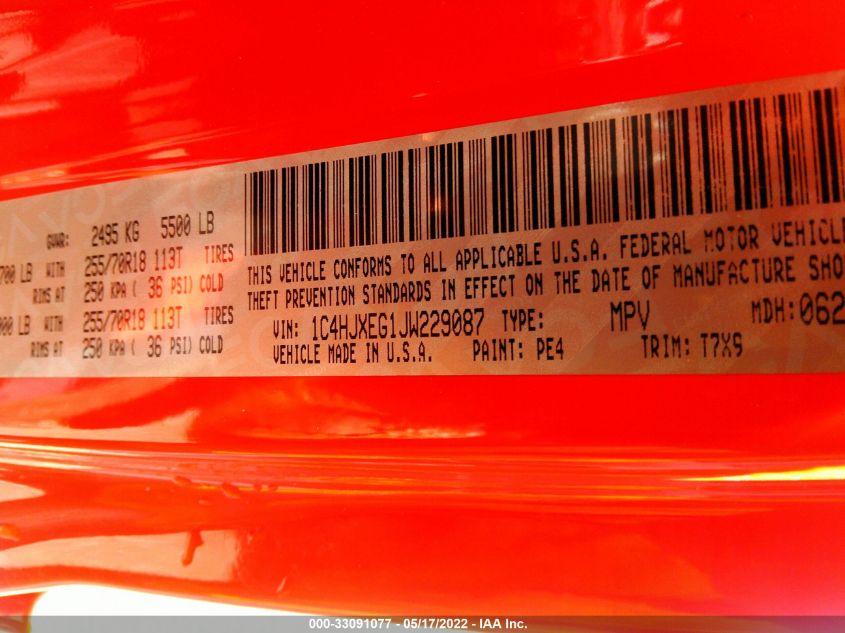 GVWR: 2495 KG 5500 LB
700 LB WITH 255/70R18 113T TIRES
RIMS AT 250 KPA ( 36 PSI) COLD
00 LB WITH 255/70R18 113T TIRES
RIMS AT 250 KPA ( 36 PSI) COLD
THIS VEHICLE CONFORMS TO ALL APPLICABLE U.S.A. FEDERAL MOTOR VEHICLE
THEFT PREVENTION STANDARDS IN EFFECT ON THE DATE OF MANUFACTURE SHO
VIN: 1C4HJXEG1JW229087 TYPE: MPV MDH: 062
VEHICLE MADE IN U.S.A. PAINT: PE4 TRIM: T7X9
000-33091077 - 05/17/2022 - IAA Inc.